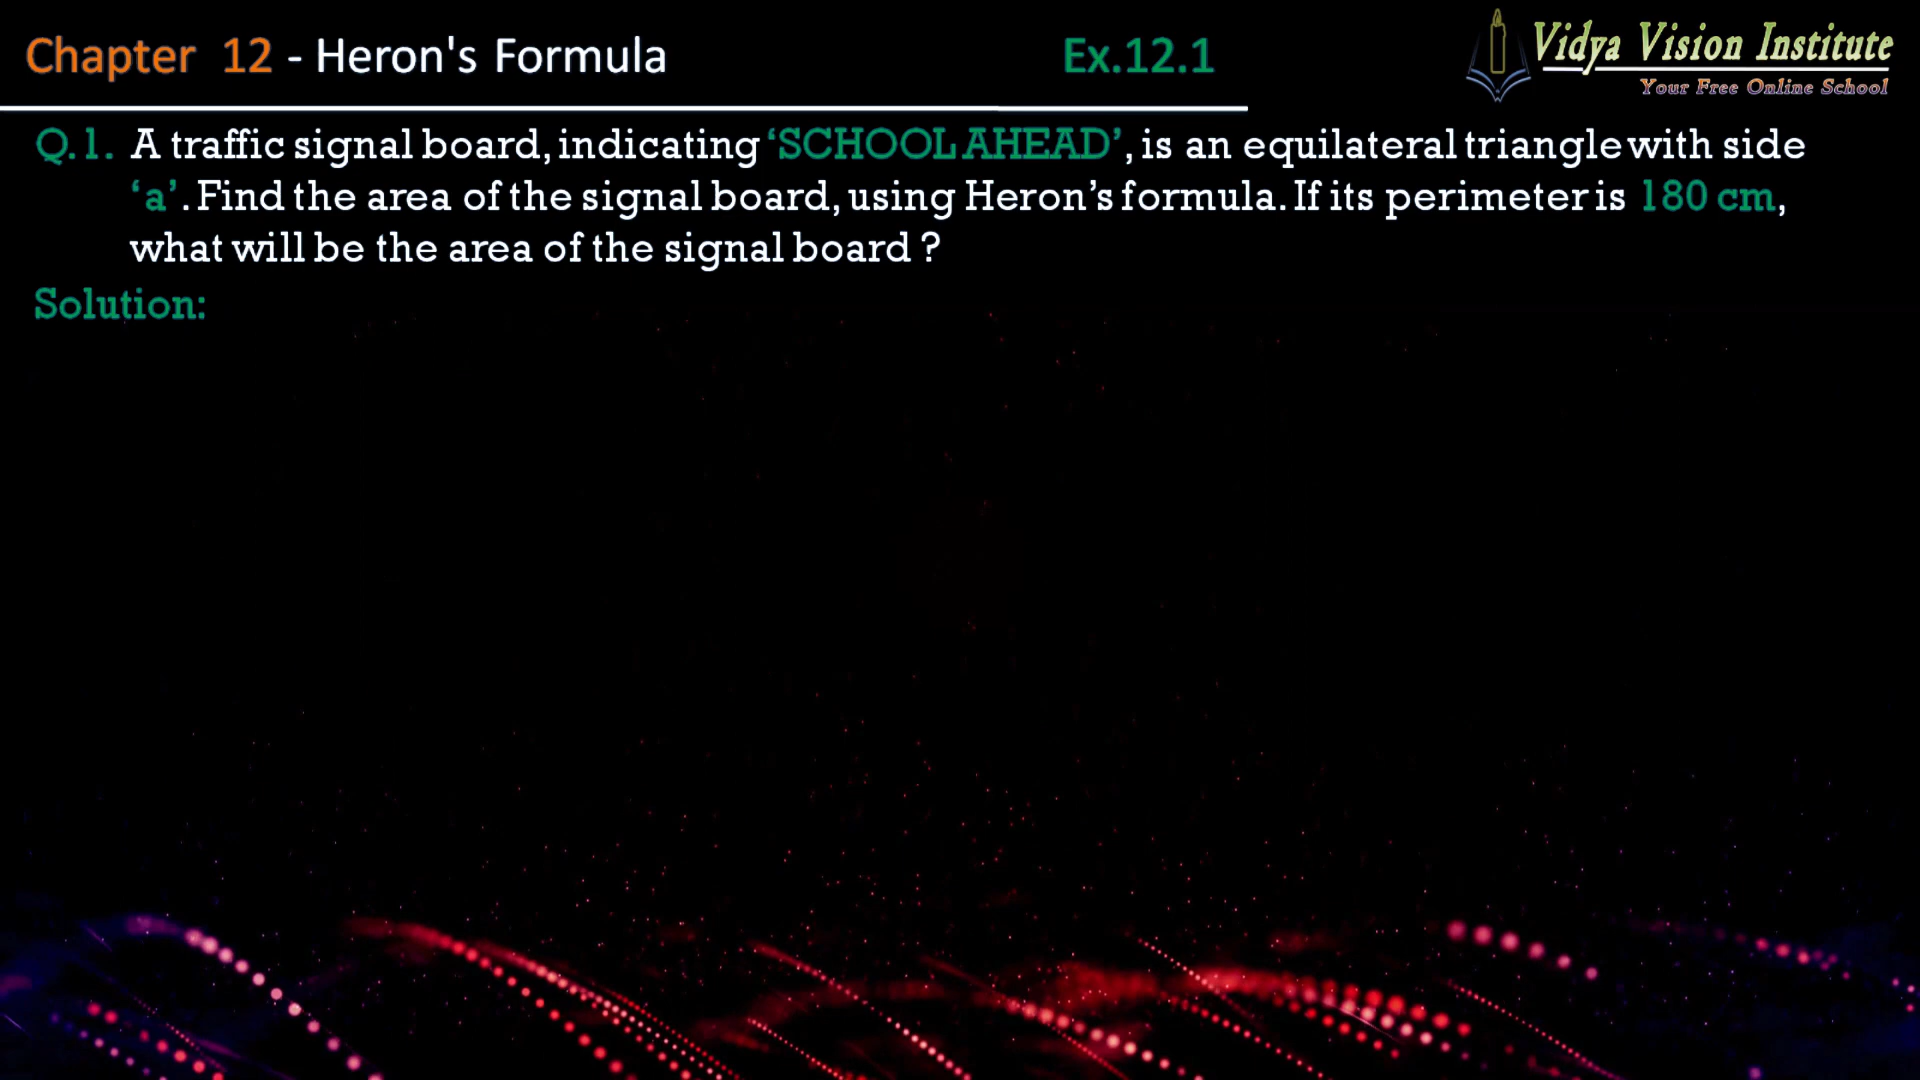 Chapter 12 - Heron's Formula Ex.12.1
Vidya Vision Institute
Your Free Online School
Q.1. A traffic signal board, indicating ‘SCHOOL AHEAD’, is an equilateral triangle with side
‘a’. Find the area of the signal board, using Heron’s formula. If its perimeter is 180 cm,
what will be the area of the signal board ?
Solution: